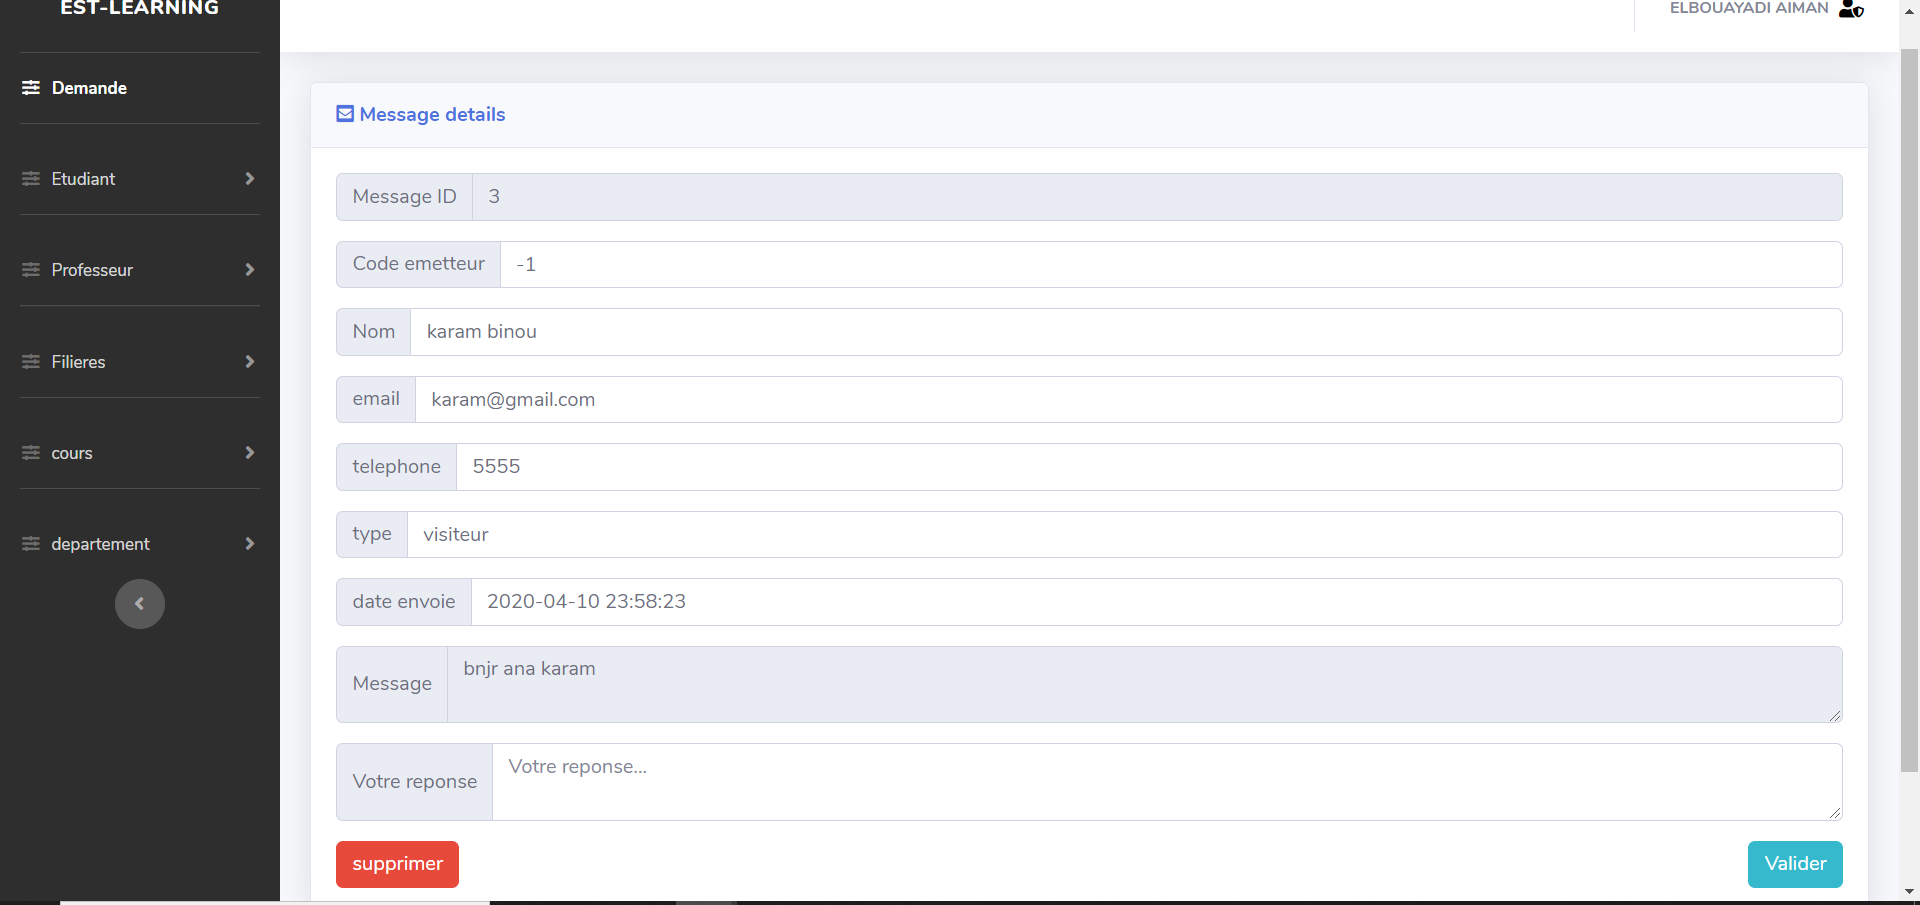 EST-LEARNING
ELBOUAYADI AIMAN
Demande
Etudiant
Professeur
Filieres
cours
departement
Message details
Message ID 3
Code emetteur -1
Nom karam binou
email karam@gmail.com
telephone 5555
type visiteur
date envoie 2020-04-10 23:58:23
Message bnjr ana karam
Votre reponse Votre reponse...
supprimer Valider